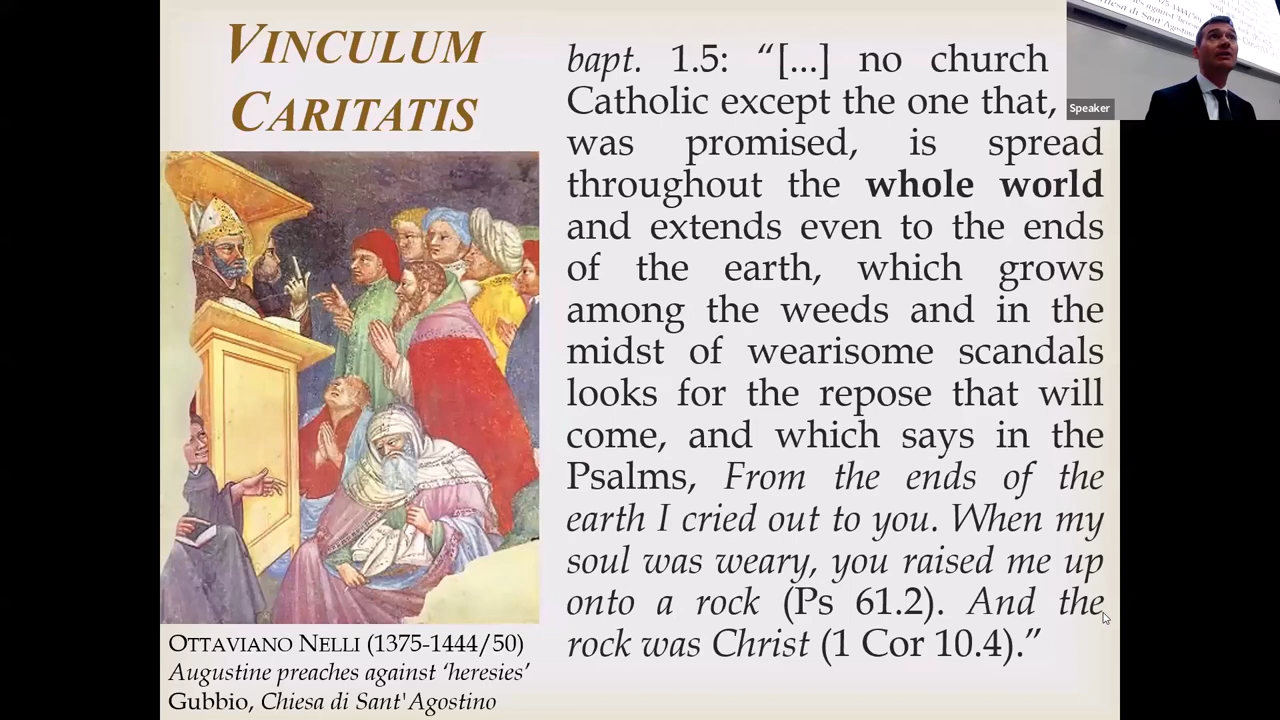 VINCULUM
CARITATIS
OTTAVIANO NELLI (1375-1444/50)
Augustine preaches against 'heresies'
Gubbio, Chiesa di Sant'Agostino
bapt. 1.5: “[...] no church
Catholic except the one that,
was promised, is spread
throughout the whole world
and extends even to the ends
of the earth, which grows
among the weeds and in the
midst of wearisome scandals
looks for the repose that will
come, and which says in the
Psalms, From the ends of the
earth I cried out to you. When my
soul was weary, you raised me up
onto a rock (Ps 61.2). And the
rock was Christ (1 Cor 10.4).”
Speaker